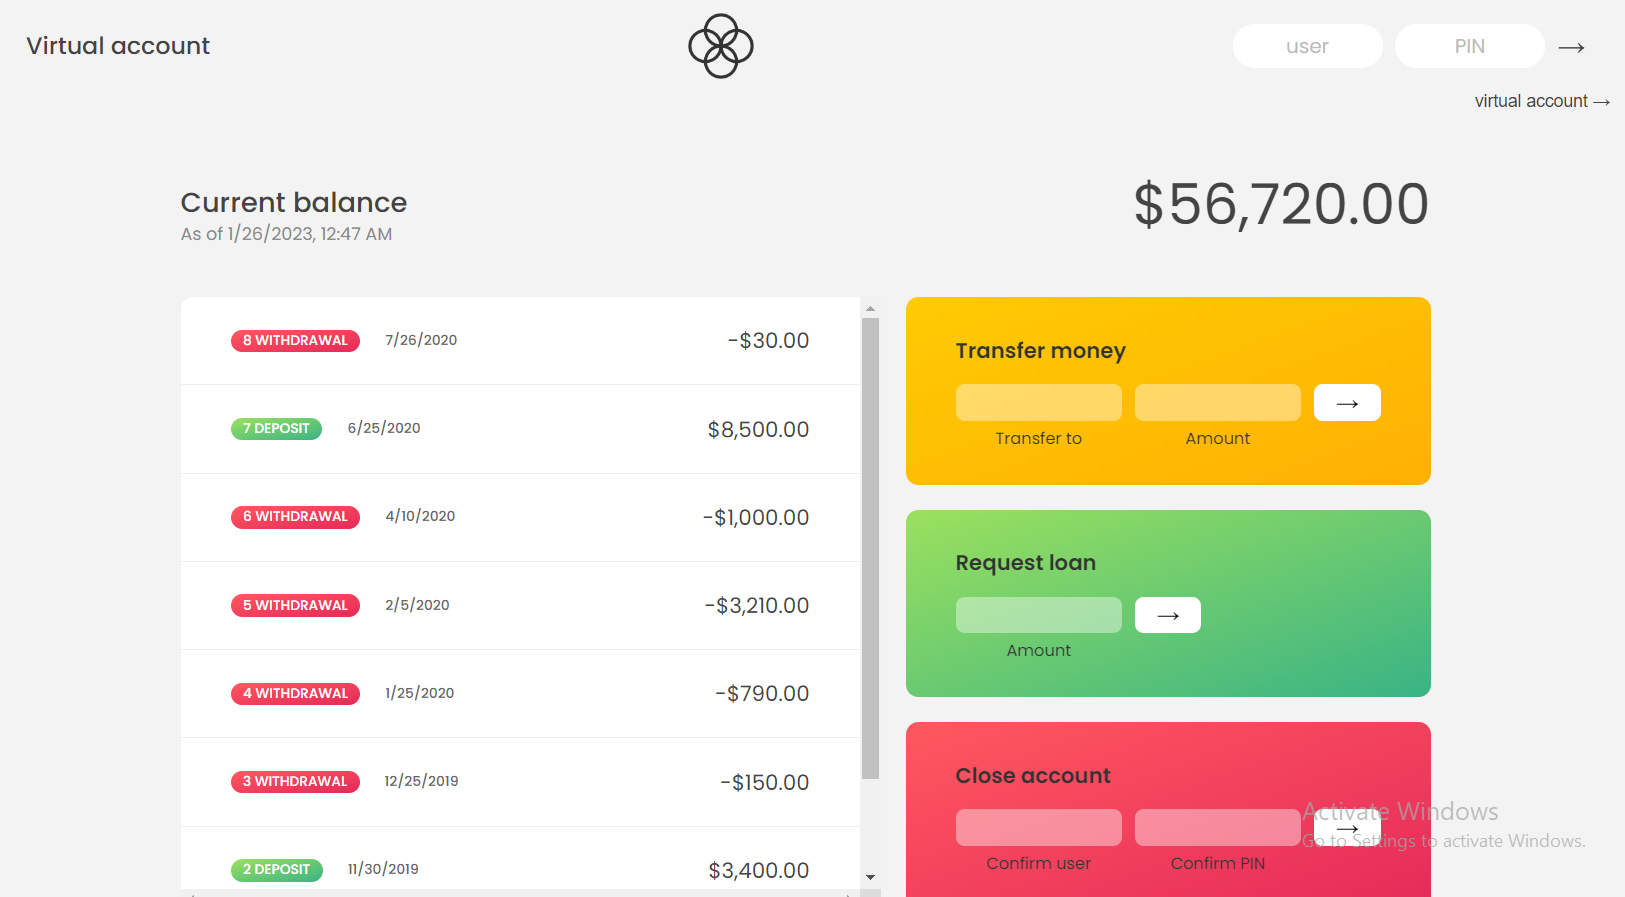 Virtual account
user PIN →
virtual account →
Current balance
As of 1/26/2023, 12:47 AM
$56,720.00
8 WITHDRAWAL 7/26/2020 -$30.00
7 DEPOSIT 6/25/2020 $8,500.00
6 WITHDRAWAL 4/10/2020 -$1,000.00
5 WITHDRAWAL 2/5/2020 -$3,210.00
4 WITHDRAWAL 1/25/2020 -$790.00
3 WITHDRAWAL 12/25/2019 -$150.00
2 DEPOSIT 11/30/2019 $3,400.00
Transfer money
→
Transfer to Amount
Request loan
→
Amount
Close account
→
Confirm user Confirm PIN
Activate Windows
Go to Settings to activate Windows.